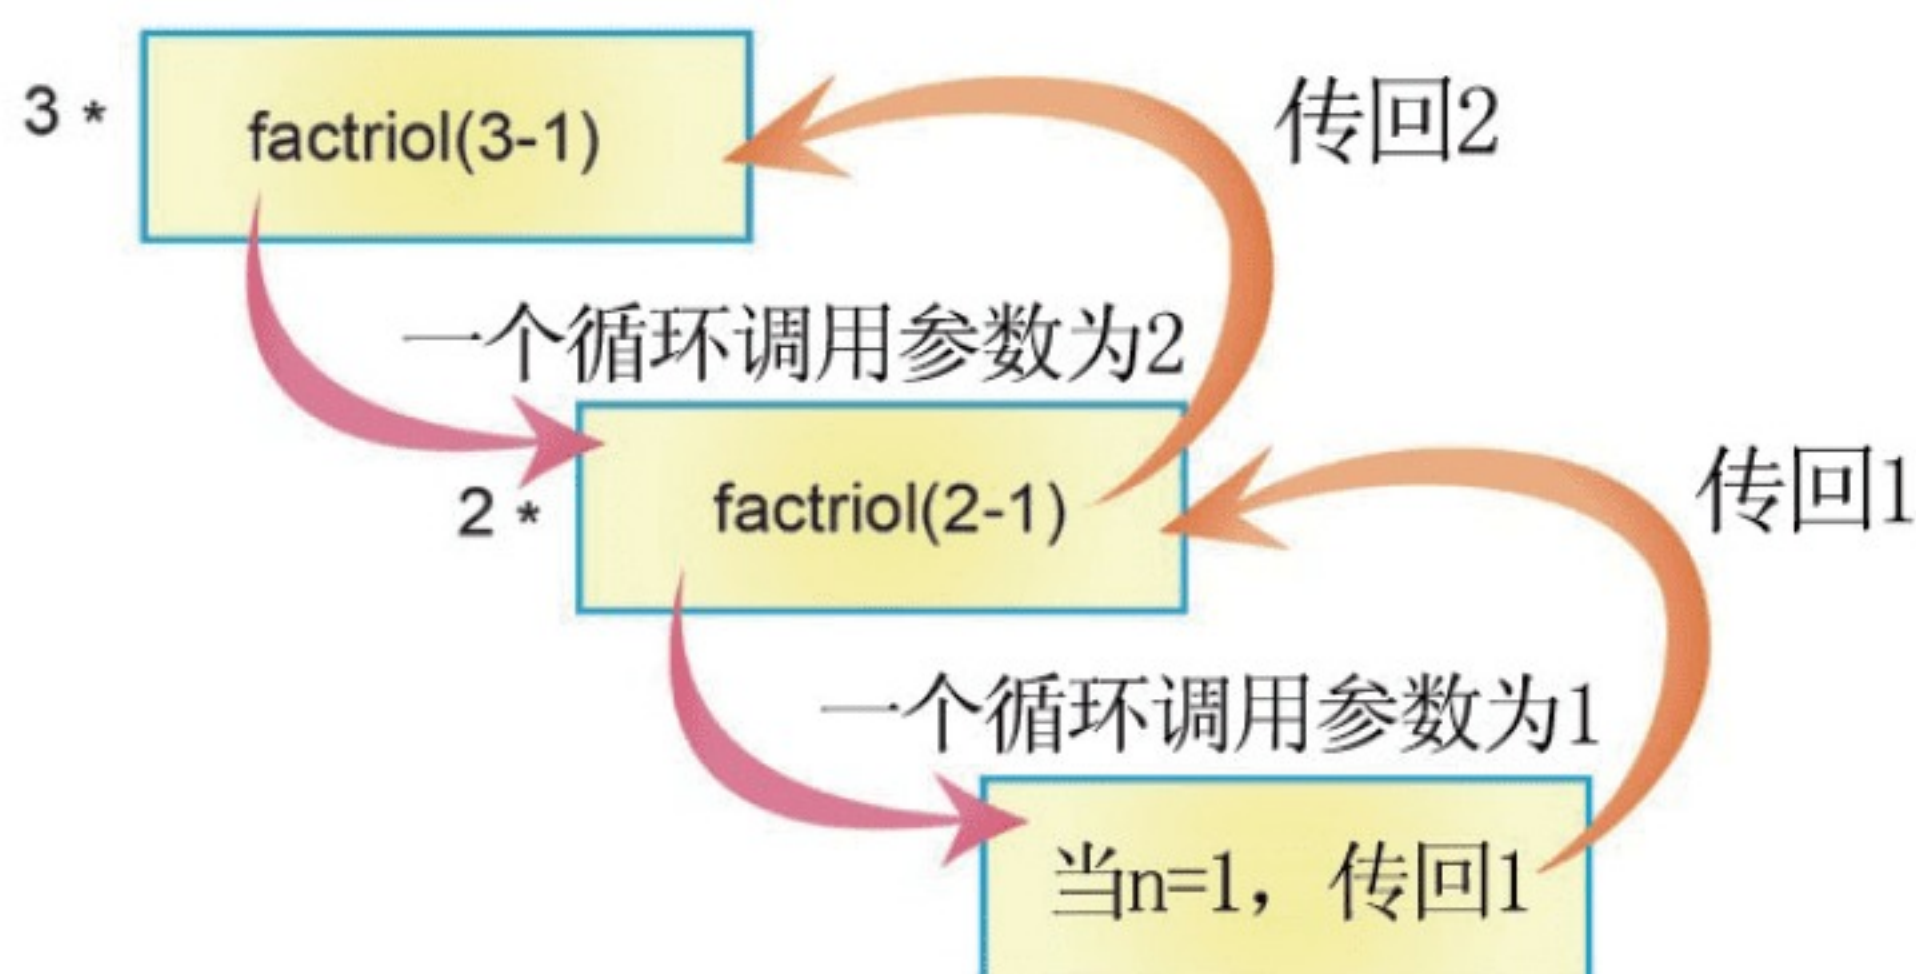 3 * factriol(3-1)
传回2
一个循环调用参数为2
2 * factriol(2-1)
传回1
一个循环调用参数为1
当n=1，传回1